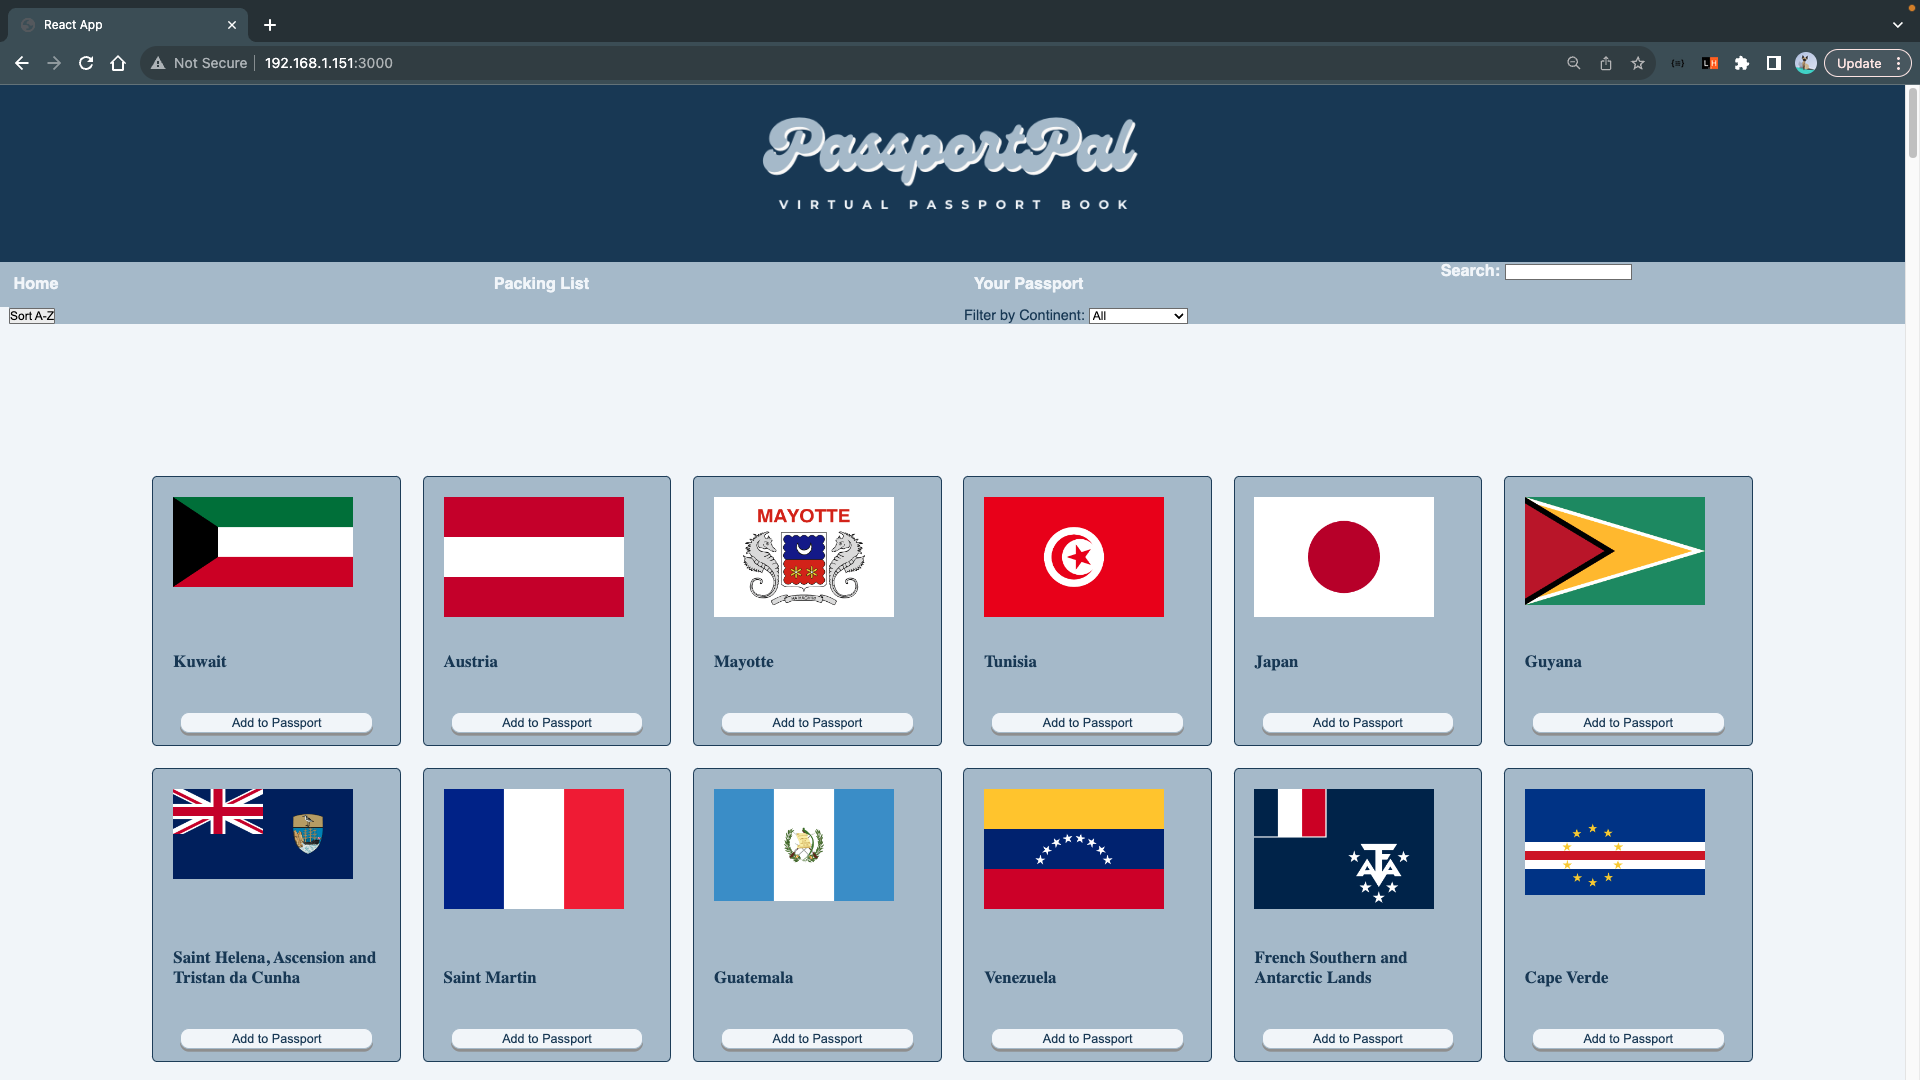 React App
Not Secure
192.168.1.151:3000
Update
PassportPal
VIRTUAL PASSPORT BOOK
Home
Packing List
Your Passport
Search:
Sort A-Z
Filter by Continent: All
MAYOTTE
Kuwait
Austria
Mayotte
Tunisia
Japan
Guyana
Add to Passport
Add to Passport
Add to Passport
Add to Passport
Add to Passport
Add to Passport
Saint Helena, Ascension and
Tristan da Cunha
Saint Martin
Guatemala
Venezuela
French Southern and
Antarctic Lands
Cape Verde
Add to Passport
Add to Passport
Add to Passport
Add to Passport
Add to Passport
Add to Passport